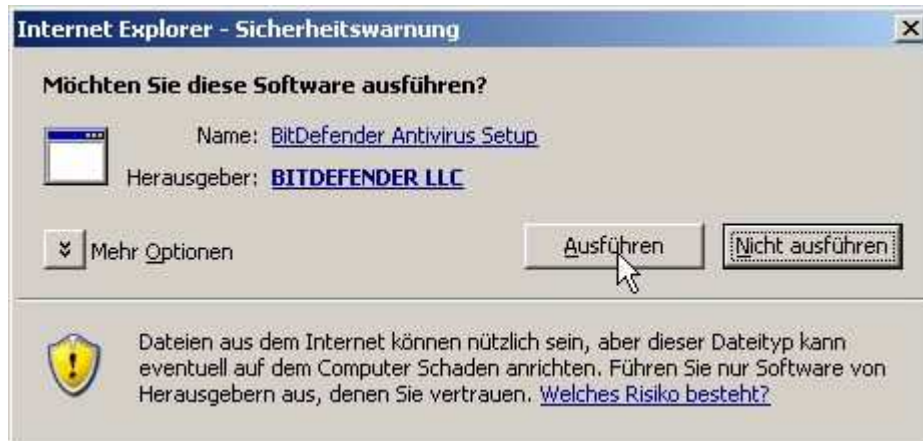 Internet Explorer - Sicherheitswarnung
Möchten Sie diese Software ausführen?
Name: BitDefender Antivirus Setup
Herausgeber: BITDEFENDER LLC
Mehr Optionen
Ausführen
Nicht ausführen
Dateien aus dem Internet können nützlich sein, aber dieser Dateityp kann
eventuell auf dem Computer Schaden anrichten. Führen Sie nur Software von
Herausgebern aus, denen Sie vertrauen. Welches Risiko besteht?